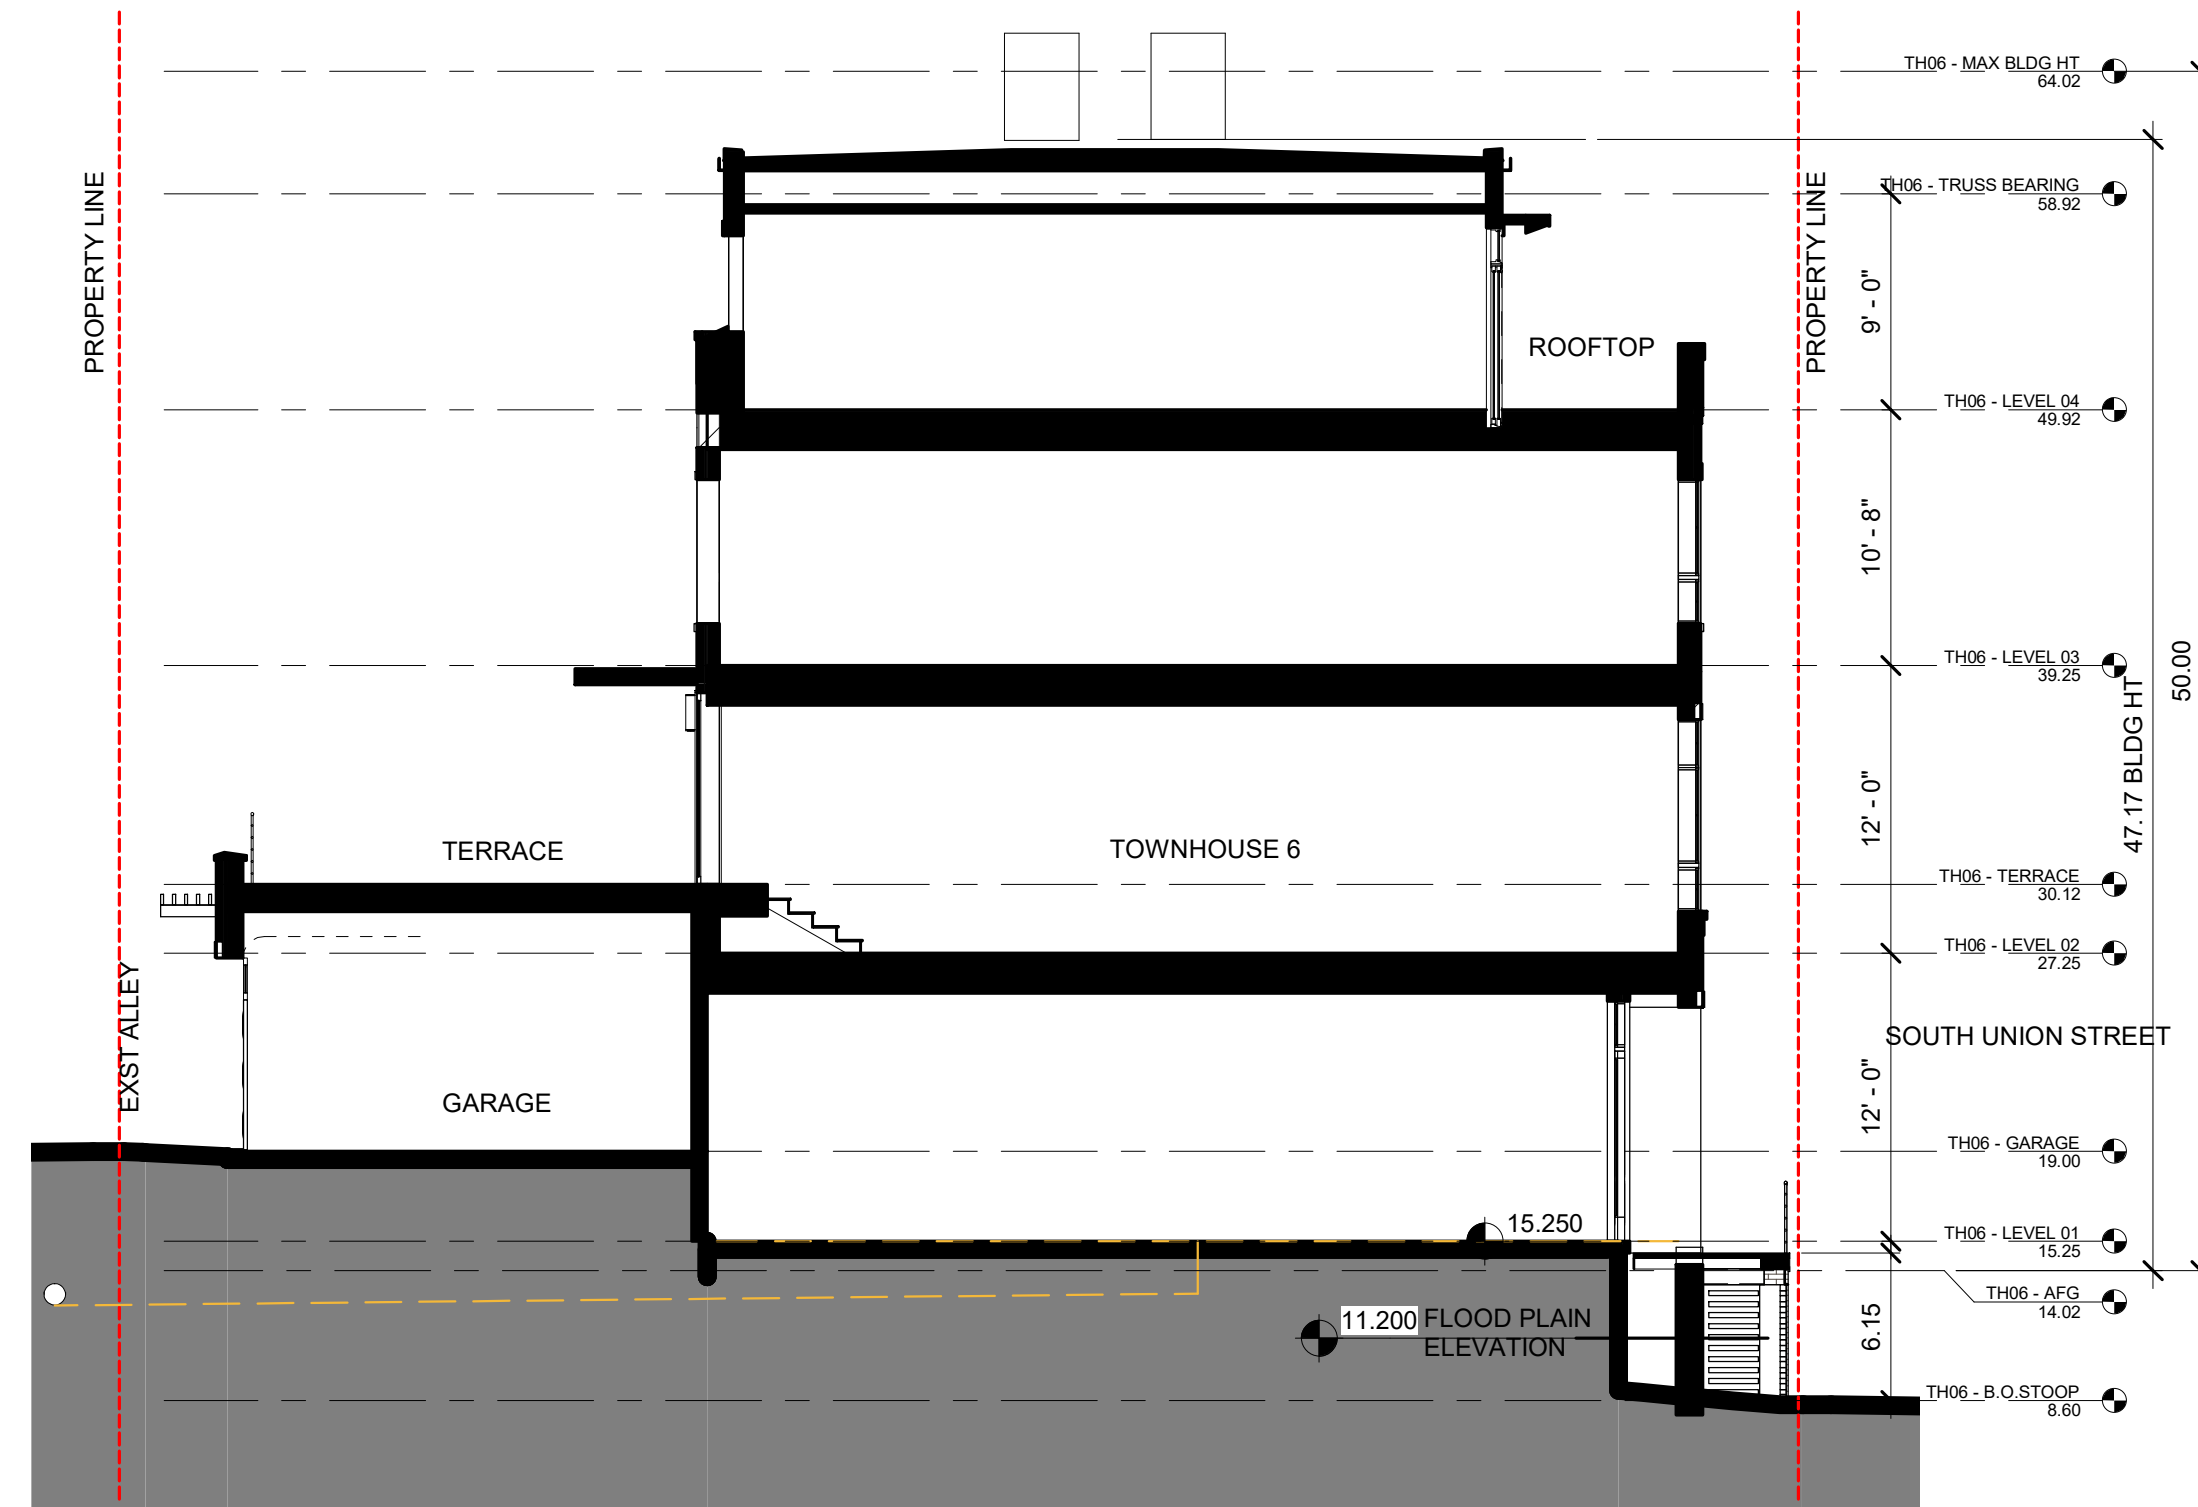 TH06 - MAX BLDG HT
64.02
PROPERTY LINE
PROPERTY LINE
TH06 - TRUSS BEARING
58.92
9' - 0"
ROOFTOP
TH06 - LEVEL 04
49.92
10' - 8"
TH06 - LEVEL 03
39.25
50.00
47.17 BLDG HT
12' - 0"
TERRACE
TOWNHOUSE 6
TH06 - TERRACE
30.12
TH06 - LEVEL 02
27.25
EXST ALLEY
SOUTH UNION STREET
12' - 0"
GARAGE
TH06 - GARAGE
19.00
15.250
TH06 - LEVEL 01
15.25
TH06 - AFG
14.02
11.200 FLOOD PLAIN
ELEVATION
6.15
TH06 - B.O.STOOP
8.60